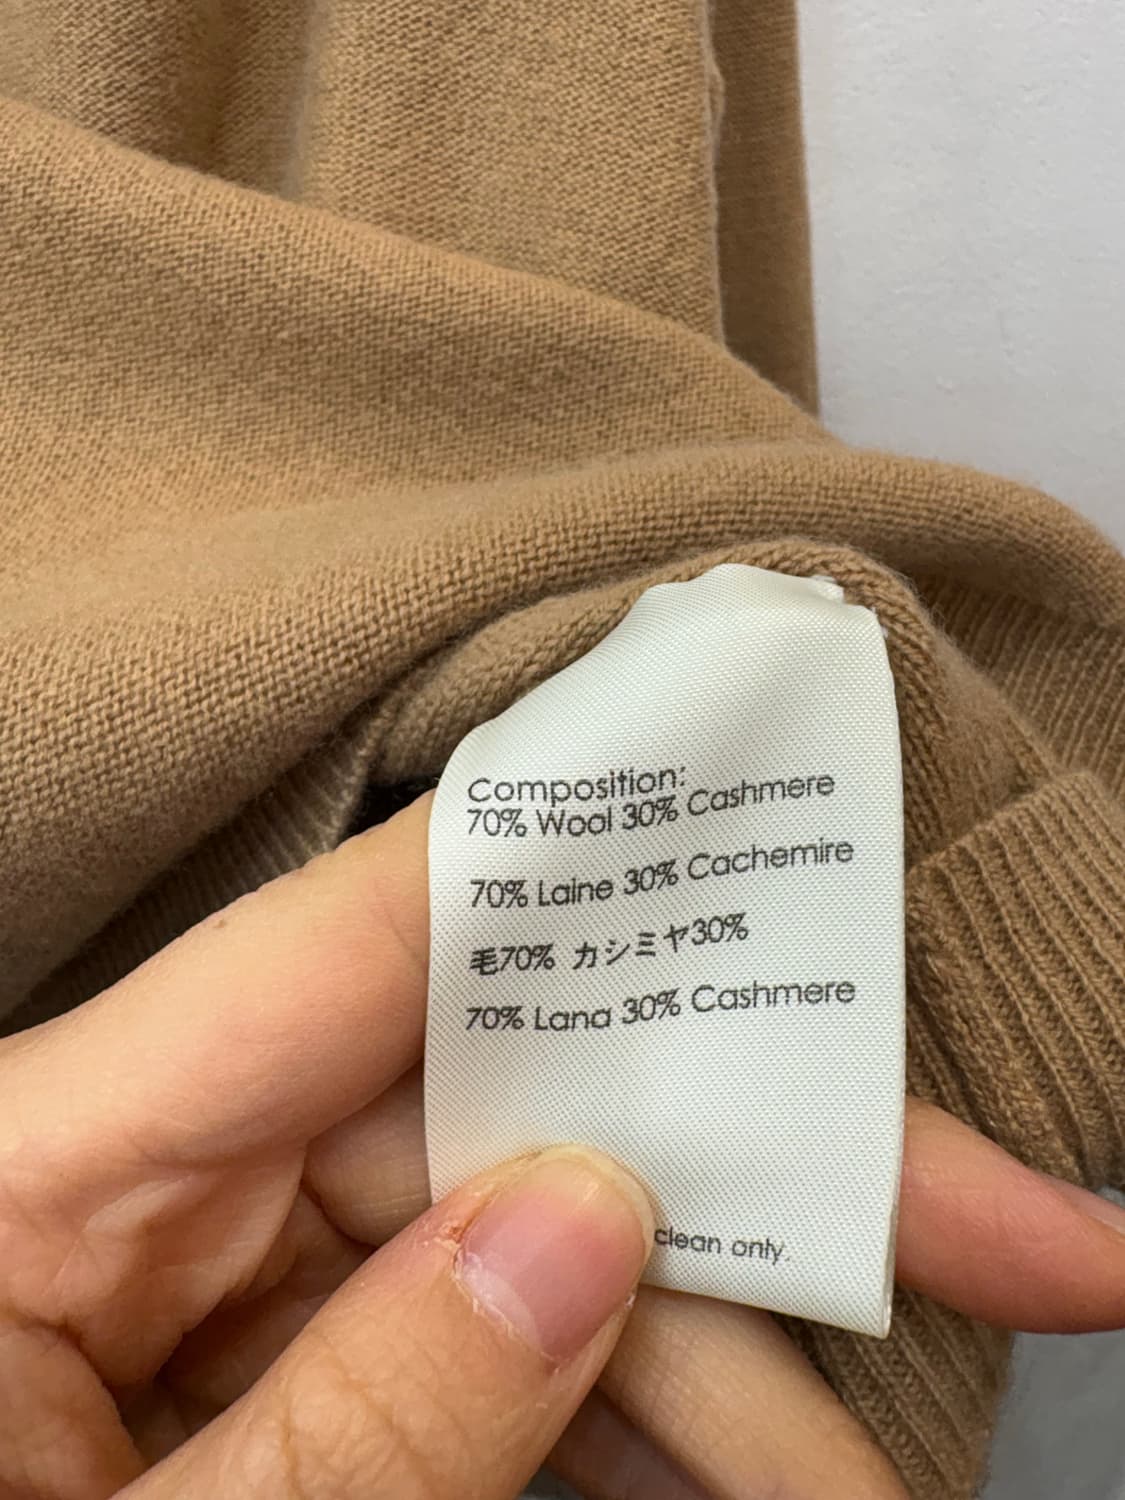 Composition:
70% Wool 30% Cashmere
70% Laine 30% Cachemire
毛70% カシミヤ30%
70% Lana 30% Cashmere
clean only.